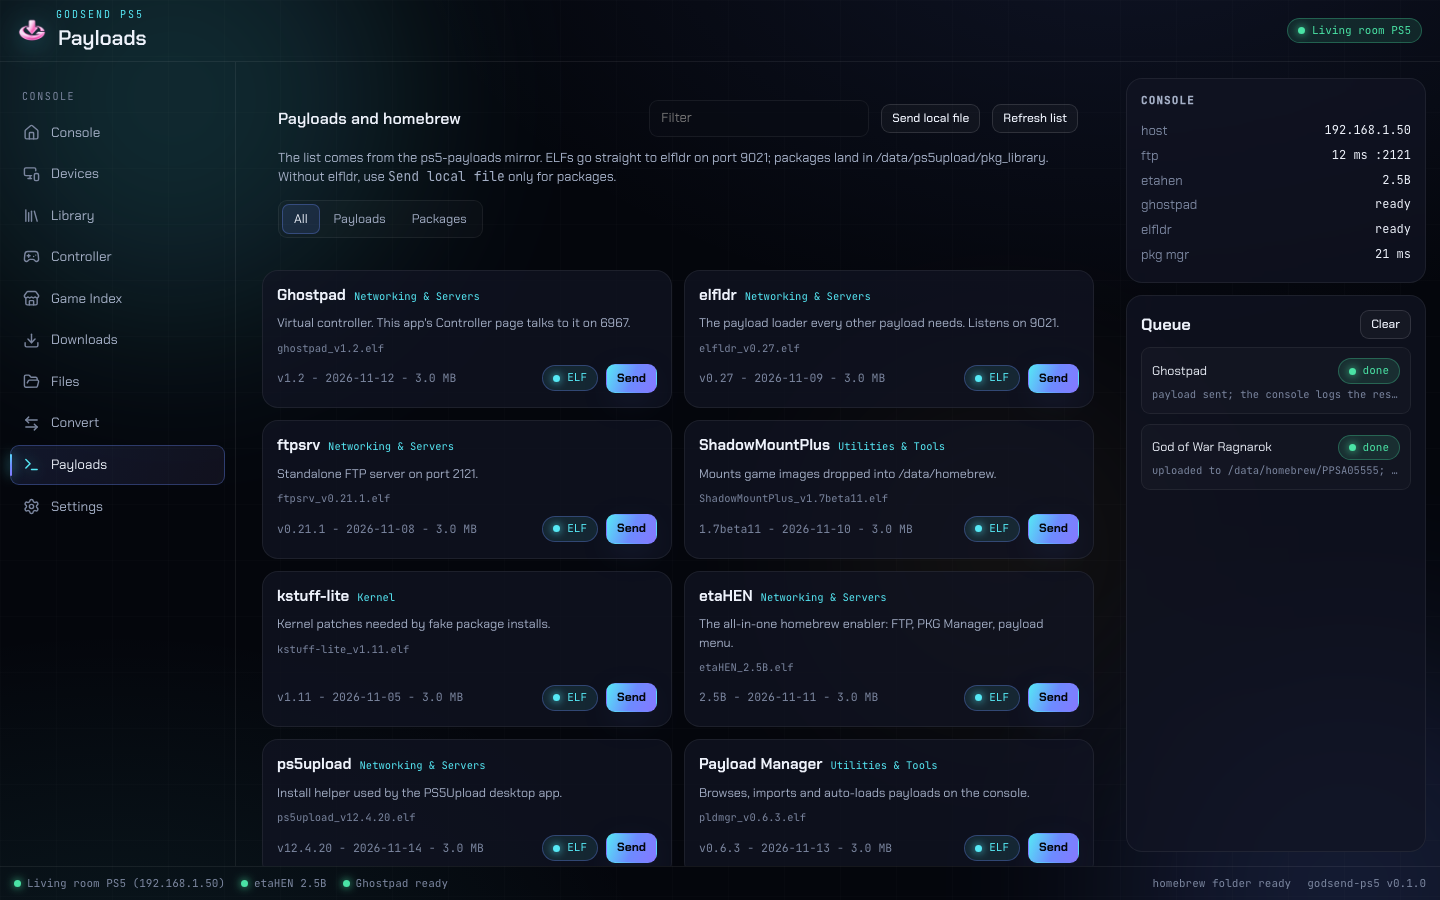 GODSEND PS5
Payloads
Living room PS5
CONSOLE
Console
Devices
Library
Controller
Game Index
Downloads
Files
Convert
Payloads
Settings
Payloads and homebrew
Filter
Send local file
Refresh list
The list comes from the ps5-payloads mirror. ELFs go straight to elfldr on port 9021; packages land in /data/ps5upload/pkg_library.
Without elfldr, use Send local file only for packages.
All
Payloads
Packages
Ghostpad Networking & Servers
Virtual controller. This app's Controller page talks to it on 6967.
ghostpad_v1.2.elf
v1.2 - 2026-11-12 - 3.0 MB
ELF
Send
elfldr Networking & Servers
The payload loader every other payload needs. Listens on 9021.
elfldr_v0.27.elf
v0.27 - 2026-11-09 - 3.0 MB
ELF
Send
ftpsrv Networking & Servers
Standalone FTP server on port 2121.
ftpsrv_v0.21.1.elf
v0.21.1 - 2026-11-08 - 3.0 MB
ELF
Send
ShadowMountPlus Utilities & Tools
Mounts game images dropped into /data/homebrew.
ShadowMountPlus_v1.7beta11.elf
1.7beta11 - 2026-11-10 - 3.0 MB
ELF
Send
kstuff-lite Kernel
Kernel patches needed by fake package installs.
kstuff-lite_v1.11.elf
v1.11 - 2026-11-05 - 3.0 MB
ELF
Send
etaHEN Networking & Servers
The all-in-one homebrew enabler: FTP, PKG Manager, payload
menu.
etaHEN_2.5B.elf
2.5B - 2026-11-11 - 3.0 MB
ELF
Send
ps5upload Networking & Servers
Install helper used by the PS5Upload desktop app.
ps5upload_v12.4.20.elf
v12.4.20 - 2026-11-14 - 3.0 MB
ELF
Send
Payload Manager Utilities & Tools
Browses, imports and auto-loads payloads on the console.
pldmgr_v0.6.3.elf
v0.6.3 - 2026-11-13 - 3.0 MB
ELF
Send
CONSOLE
host 192.168.1.50
ftp 12 ms :2121
etahen 2.5B
ghostpad ready
elfldr ready
pkg mgr 21 ms
Queue
Clear
Ghostpad
done
payload sent; the console logs the res…
God of War Ragnarok
done
uploaded to /data/homebrew/PPSA05555; …
Living room PS5 (192.168.1.50)
etaHEN 2.5B
Ghostpad ready
homebrew folder ready
godsend-ps5 v0.1.0